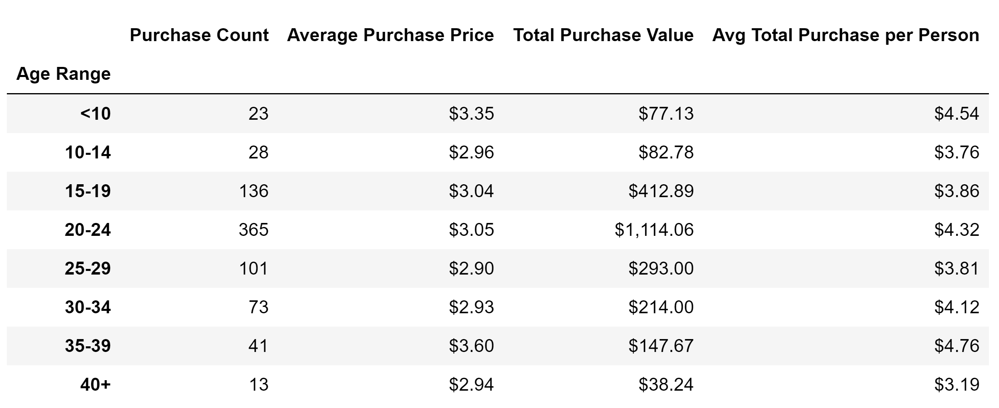 Purchase Count Average Purchase Price Total Purchase Value Avg Total Purchase per Person
Age Range
<10 23 $3.35 $77.13 $4.54
10-14 28 $2.96 $82.78 $3.76
15-19 136 $3.04 $412.89 $3.86
20-24 365 $3.05 $1,114.06 $4.32
25-29 101 $2.90 $293.00 $3.81
30-34 73 $2.93 $214.00 $4.12
35-39 41 $3.60 $147.67 $4.76
40+ 13 $2.94 $38.24 $3.19